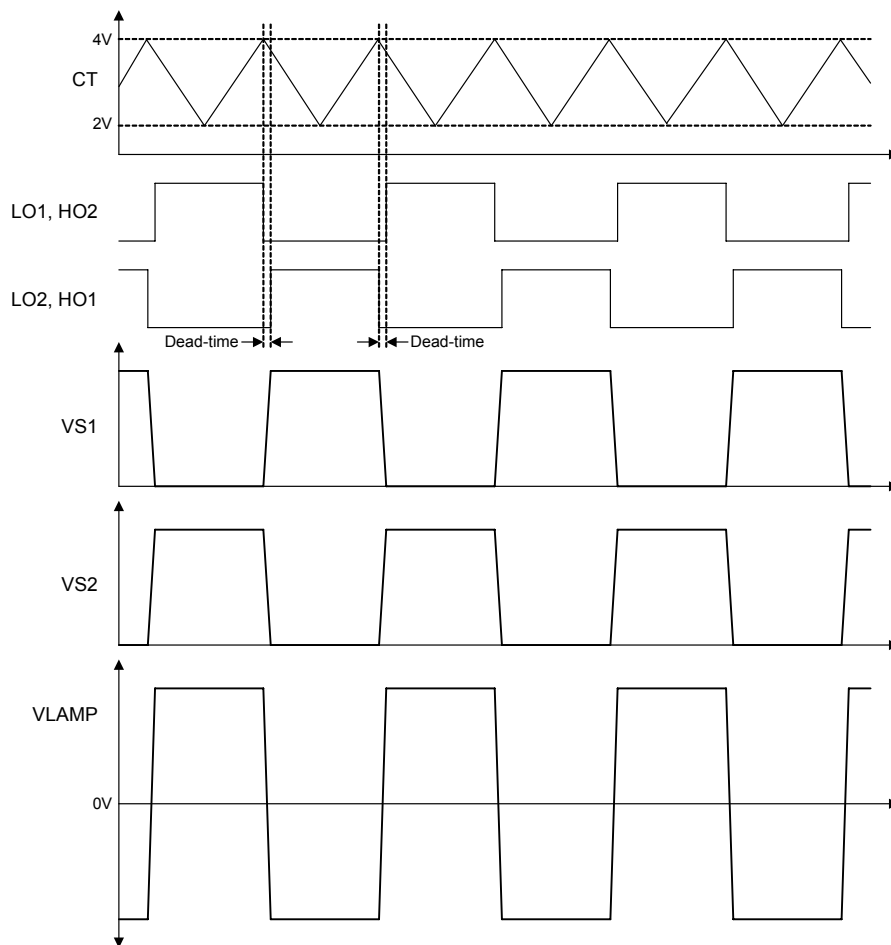 4V
CT
2V
LO1, HO2
LO2, HO1
Dead-time
Dead-time
VS1
VS2
VLAMP
0V